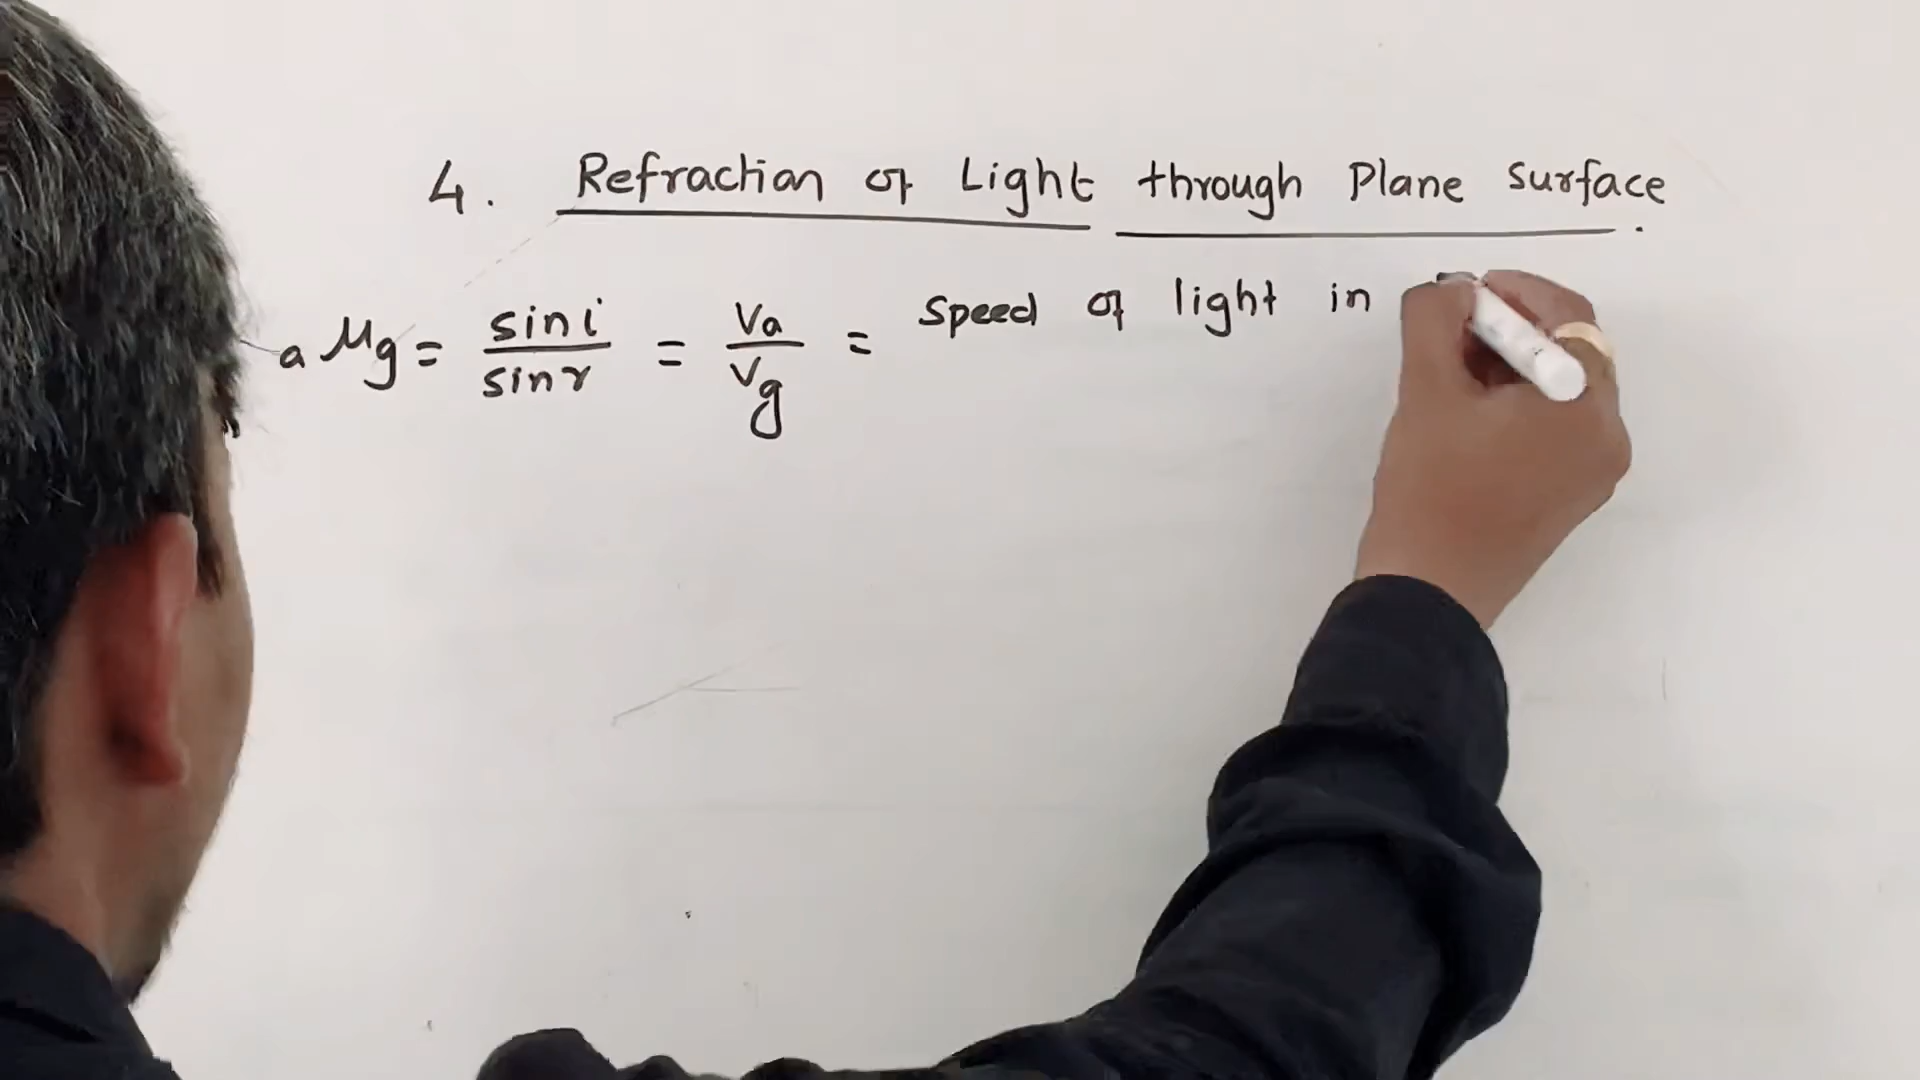 4. Refraction of Light through Plane Surface.
aμg = sin i / sin r = Va / Vg = Speed of light in